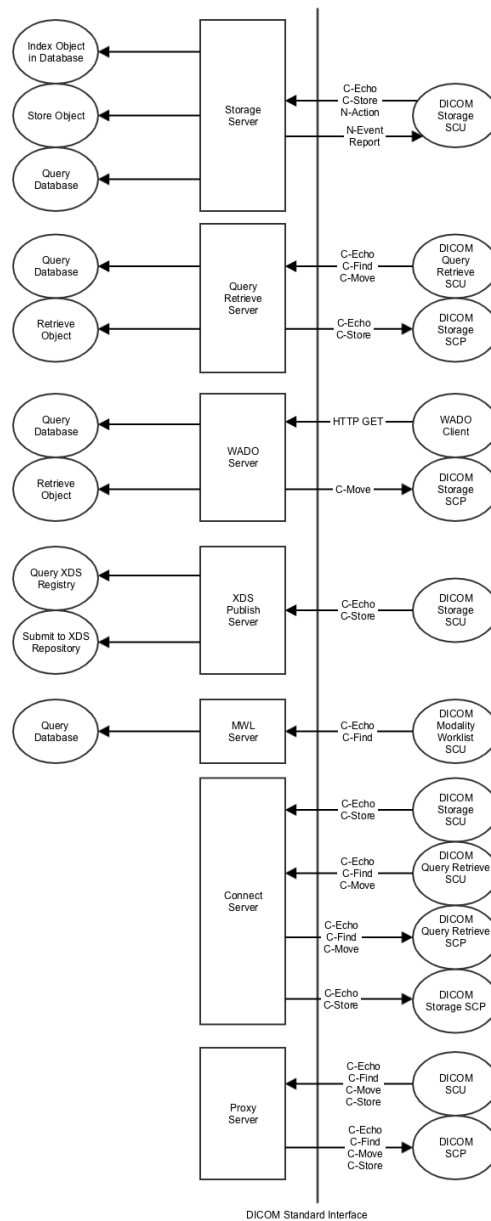 Index Object
in Database
Store Object
Query
Database
Storage
Server
C-Echo
C-Store
N-Action
N-Event
Report
DICOM
Storage
SCU
Query
Database
Retrieve
Object
Query
Retrieve
Server
C-Echo
C-Find
C-Move
C-Echo
C-Store
DICOM
Query
Retrieve
SCU
DICOM
Storage
SCP
Query
Database
Retrieve
Object
WADO
Server
HTTP GET
C-Move
WADO
Client
DICOM
Storage
SCP
Query XDS
Registry
Submit to XDS
Repository
XDS
Publish
Server
C-Echo
C-Store
DICOM
Storage
SCU
Query
Database
MWL
Server
C-Echo
C-Find
DICOM
Modality
Worklist
SCU
Connect
Server
C-Echo
C-Store
DICOM
Storage
SCU
C-Echo
C-Find
C-Move
DICOM
Query Retrieve
SCU
C-Echo
C-Find
C-Move
DICOM
Query Retrieve
SCP
C-Echo
C-Store
DICOM
Storage SCP
Proxy
Server
C-Echo
C-Find
C-Move
C-Store
DICOM
SCU
C-Echo
C-Find
C-Move
C-Store
DICOM
SCP
DICOM Standard Interface